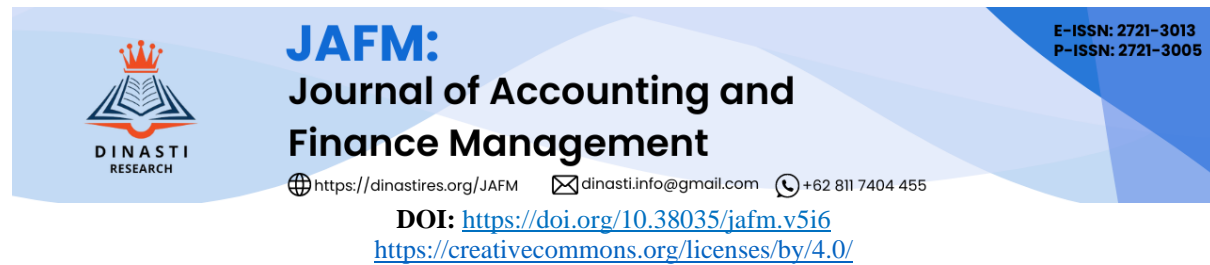 JAFM:
Journal of Accounting and
Finance Management
DINASTI
RESEARCH
E-ISSN: 2721-3013
P-ISSN: 2721-3005
https://dinastires.org/JAFM dinasti.info@gmail.com +62 811 7404 455
DOI: https://doi.org/10.38035/jafm.v5i6
https://creativecommons.org/licenses/by/4.0/